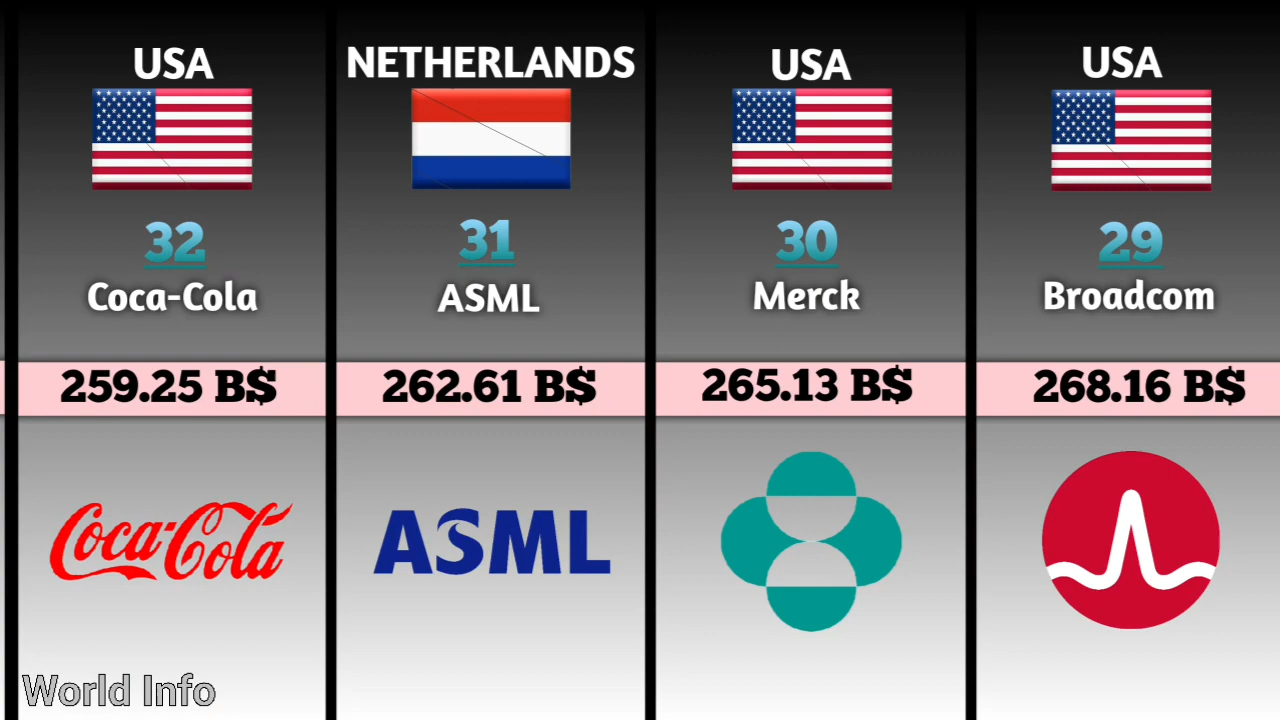 USA
32
Coca-Cola
259.25 B$
Coca-Cola
NETHERLANDS
31
ASML
262.61 B$
ASML
USA
30
Merck
265.13 B$
USA
29
Broadcom
268.16 B$
World Info